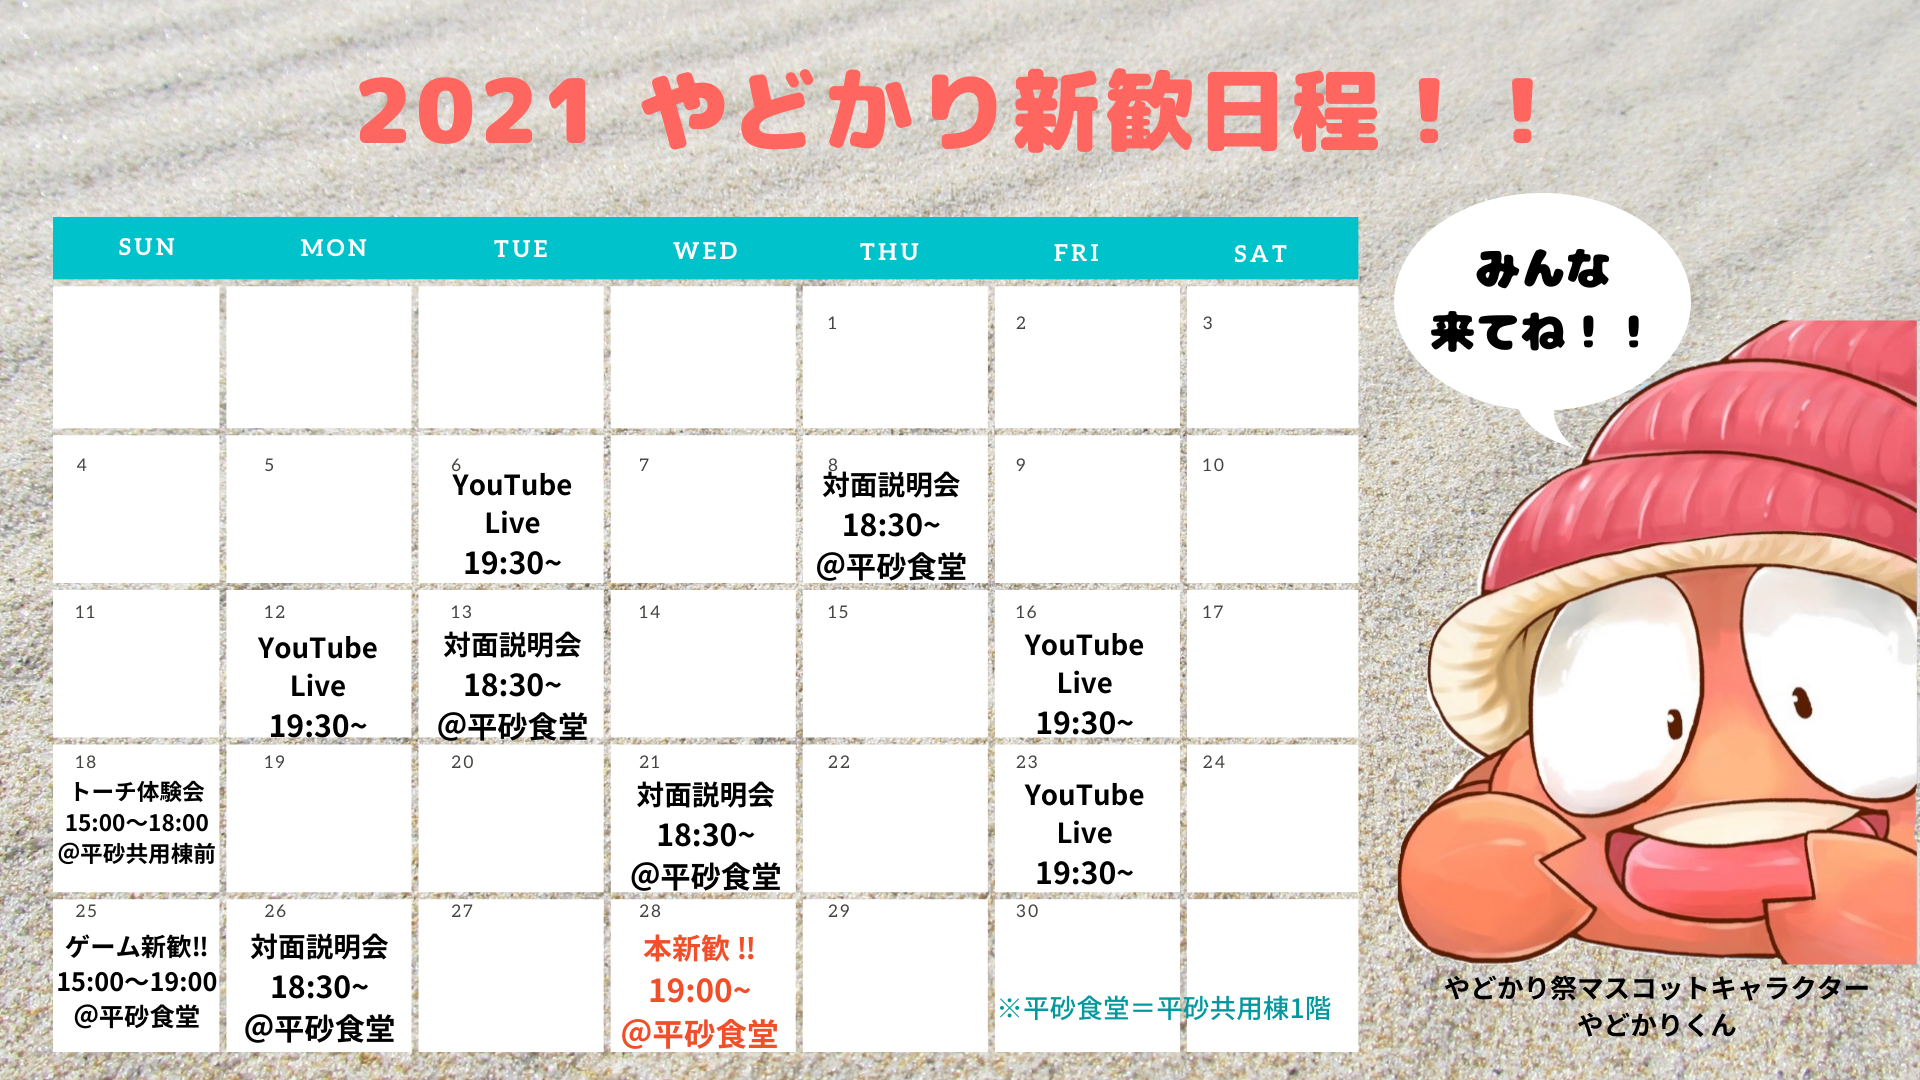 2021 やどかり新歓日程！！
SUN MON TUE WED THU FRI SAT
みんな
来てね！！
1 2 3
4 5 6 7 8 9 10
YouTube
Live
19:30~
対面説明会
18:30~
@平砂食堂
11 12 13 14 15 16 17
YouTube
Live
19:30~
対面説明会
18:30~
@平砂食堂
YouTube
Live
19:30~
18 19 20 21 22 23 24
トーチ体験会
15:00〜18:00
@平砂共用棟前
対面説明会
18:30~
@平砂食堂
YouTube
Live
19:30~
25 26 27 28 29 30
ゲーム新歓!!
15:00〜19:00
@平砂食堂
対面説明会
18:30~
@平砂食堂
本新歓 !!
19:00~
@平砂食堂
※平砂食堂＝平砂共用棟1階
やどかり祭マスコットキャラクター
やどかりくん